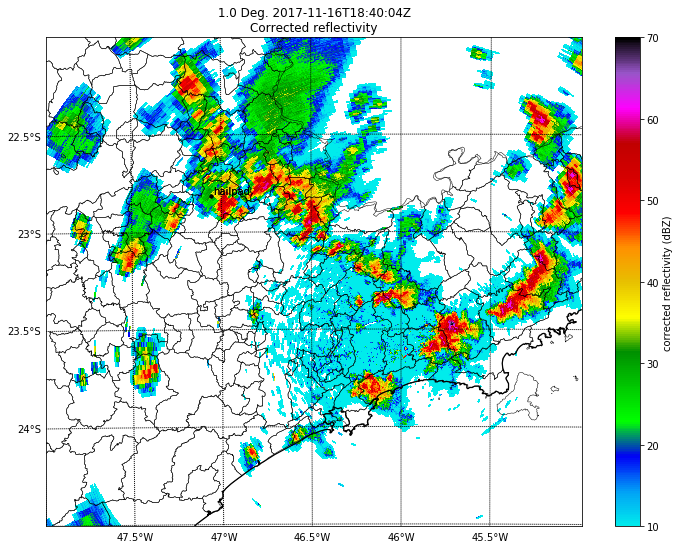 1.0 Deg. 2017-11-16T18:40:04Z
Corrected reflectivity
22.5°S
23°S
23.5°S
24°S
hailpad
47.5°W
47°W
46.5°W
46°W
45.5°W
70
60
50
40
30
20
10
corrected reflectivity (dBZ)